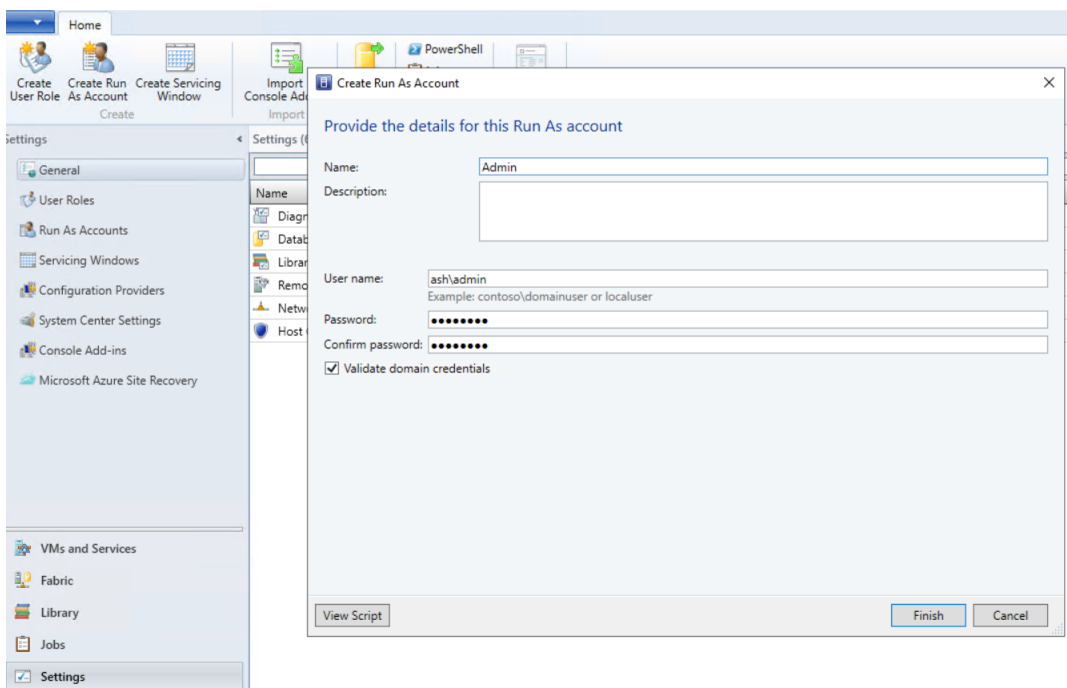 Home
PowerShell
Create User Role
Create Run As Account
Create Servicing Window
Import
Console Ad
Create
Import
Settings
Settings (
General
User Roles
Run As Accounts
Servicing Windows
Configuration Providers
System Center Settings
Console Add-ins
Microsoft Azure Site Recovery
VMs and Services
Fabric
Library
Jobs
Settings
Name
Diagr
Datab
Librar
Remo
Netw
Host
Create Run As Account
Provide the details for this Run As account
Name: Admin
Description:
User name: ash\admin
Example: contoso\domainuser or localuser
Password: ●●●●●●●●
Confirm password: ●●●●●●●●
Validate domain credentials
View Script
Finish
Cancel